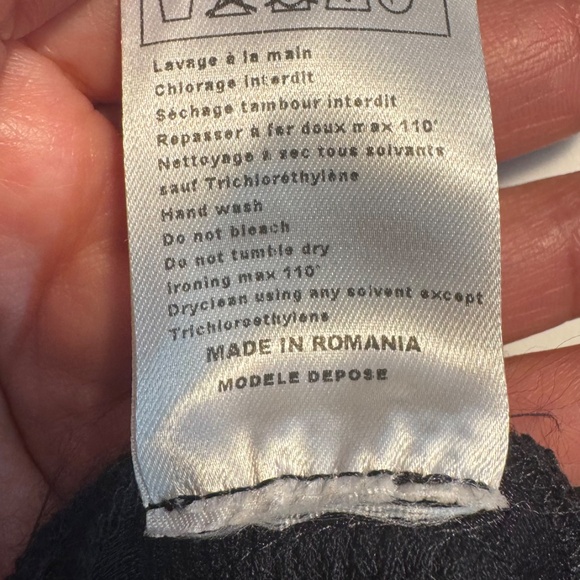 Lavage à la main
Chlorage interdit
Séchage tambour interdit
Repasser à fer doux max 110°
Nettoyage à sec tous solvants
sauf Trichloréthylène
Hand wash
Do not bleach
Do not tumble dry
Ironing max 110°
Dryclean using any solvent except
Trichloroethylene
MADE IN ROMANIA
MODELE DEPOSE